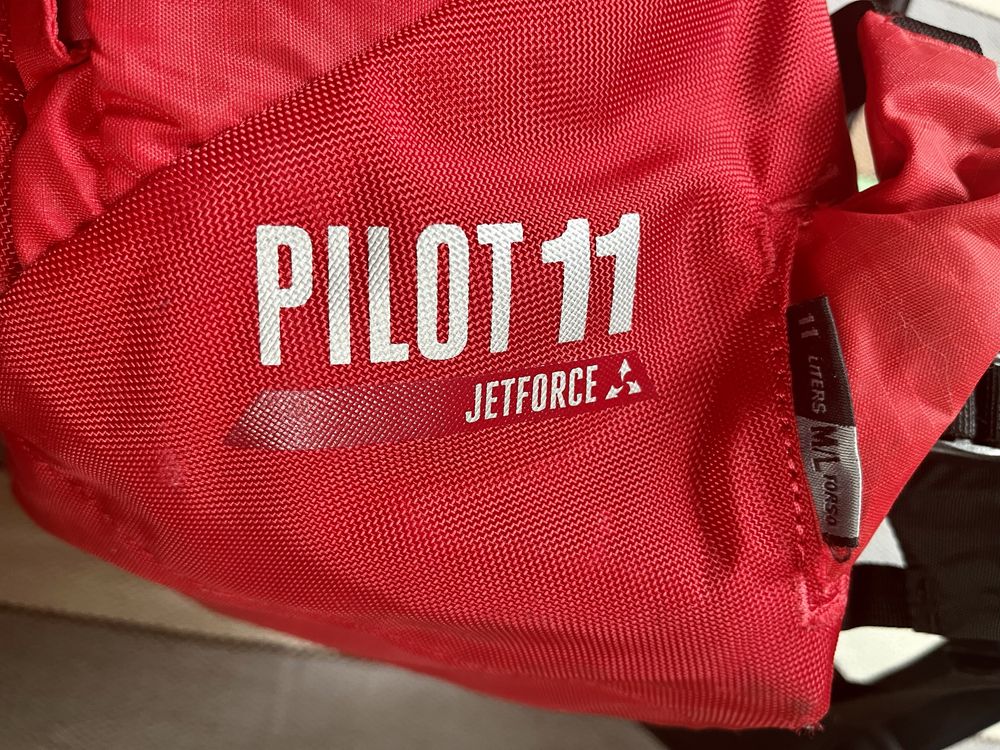 PILOT 11
JETFORCE
11 LITERS
M/L TORSO